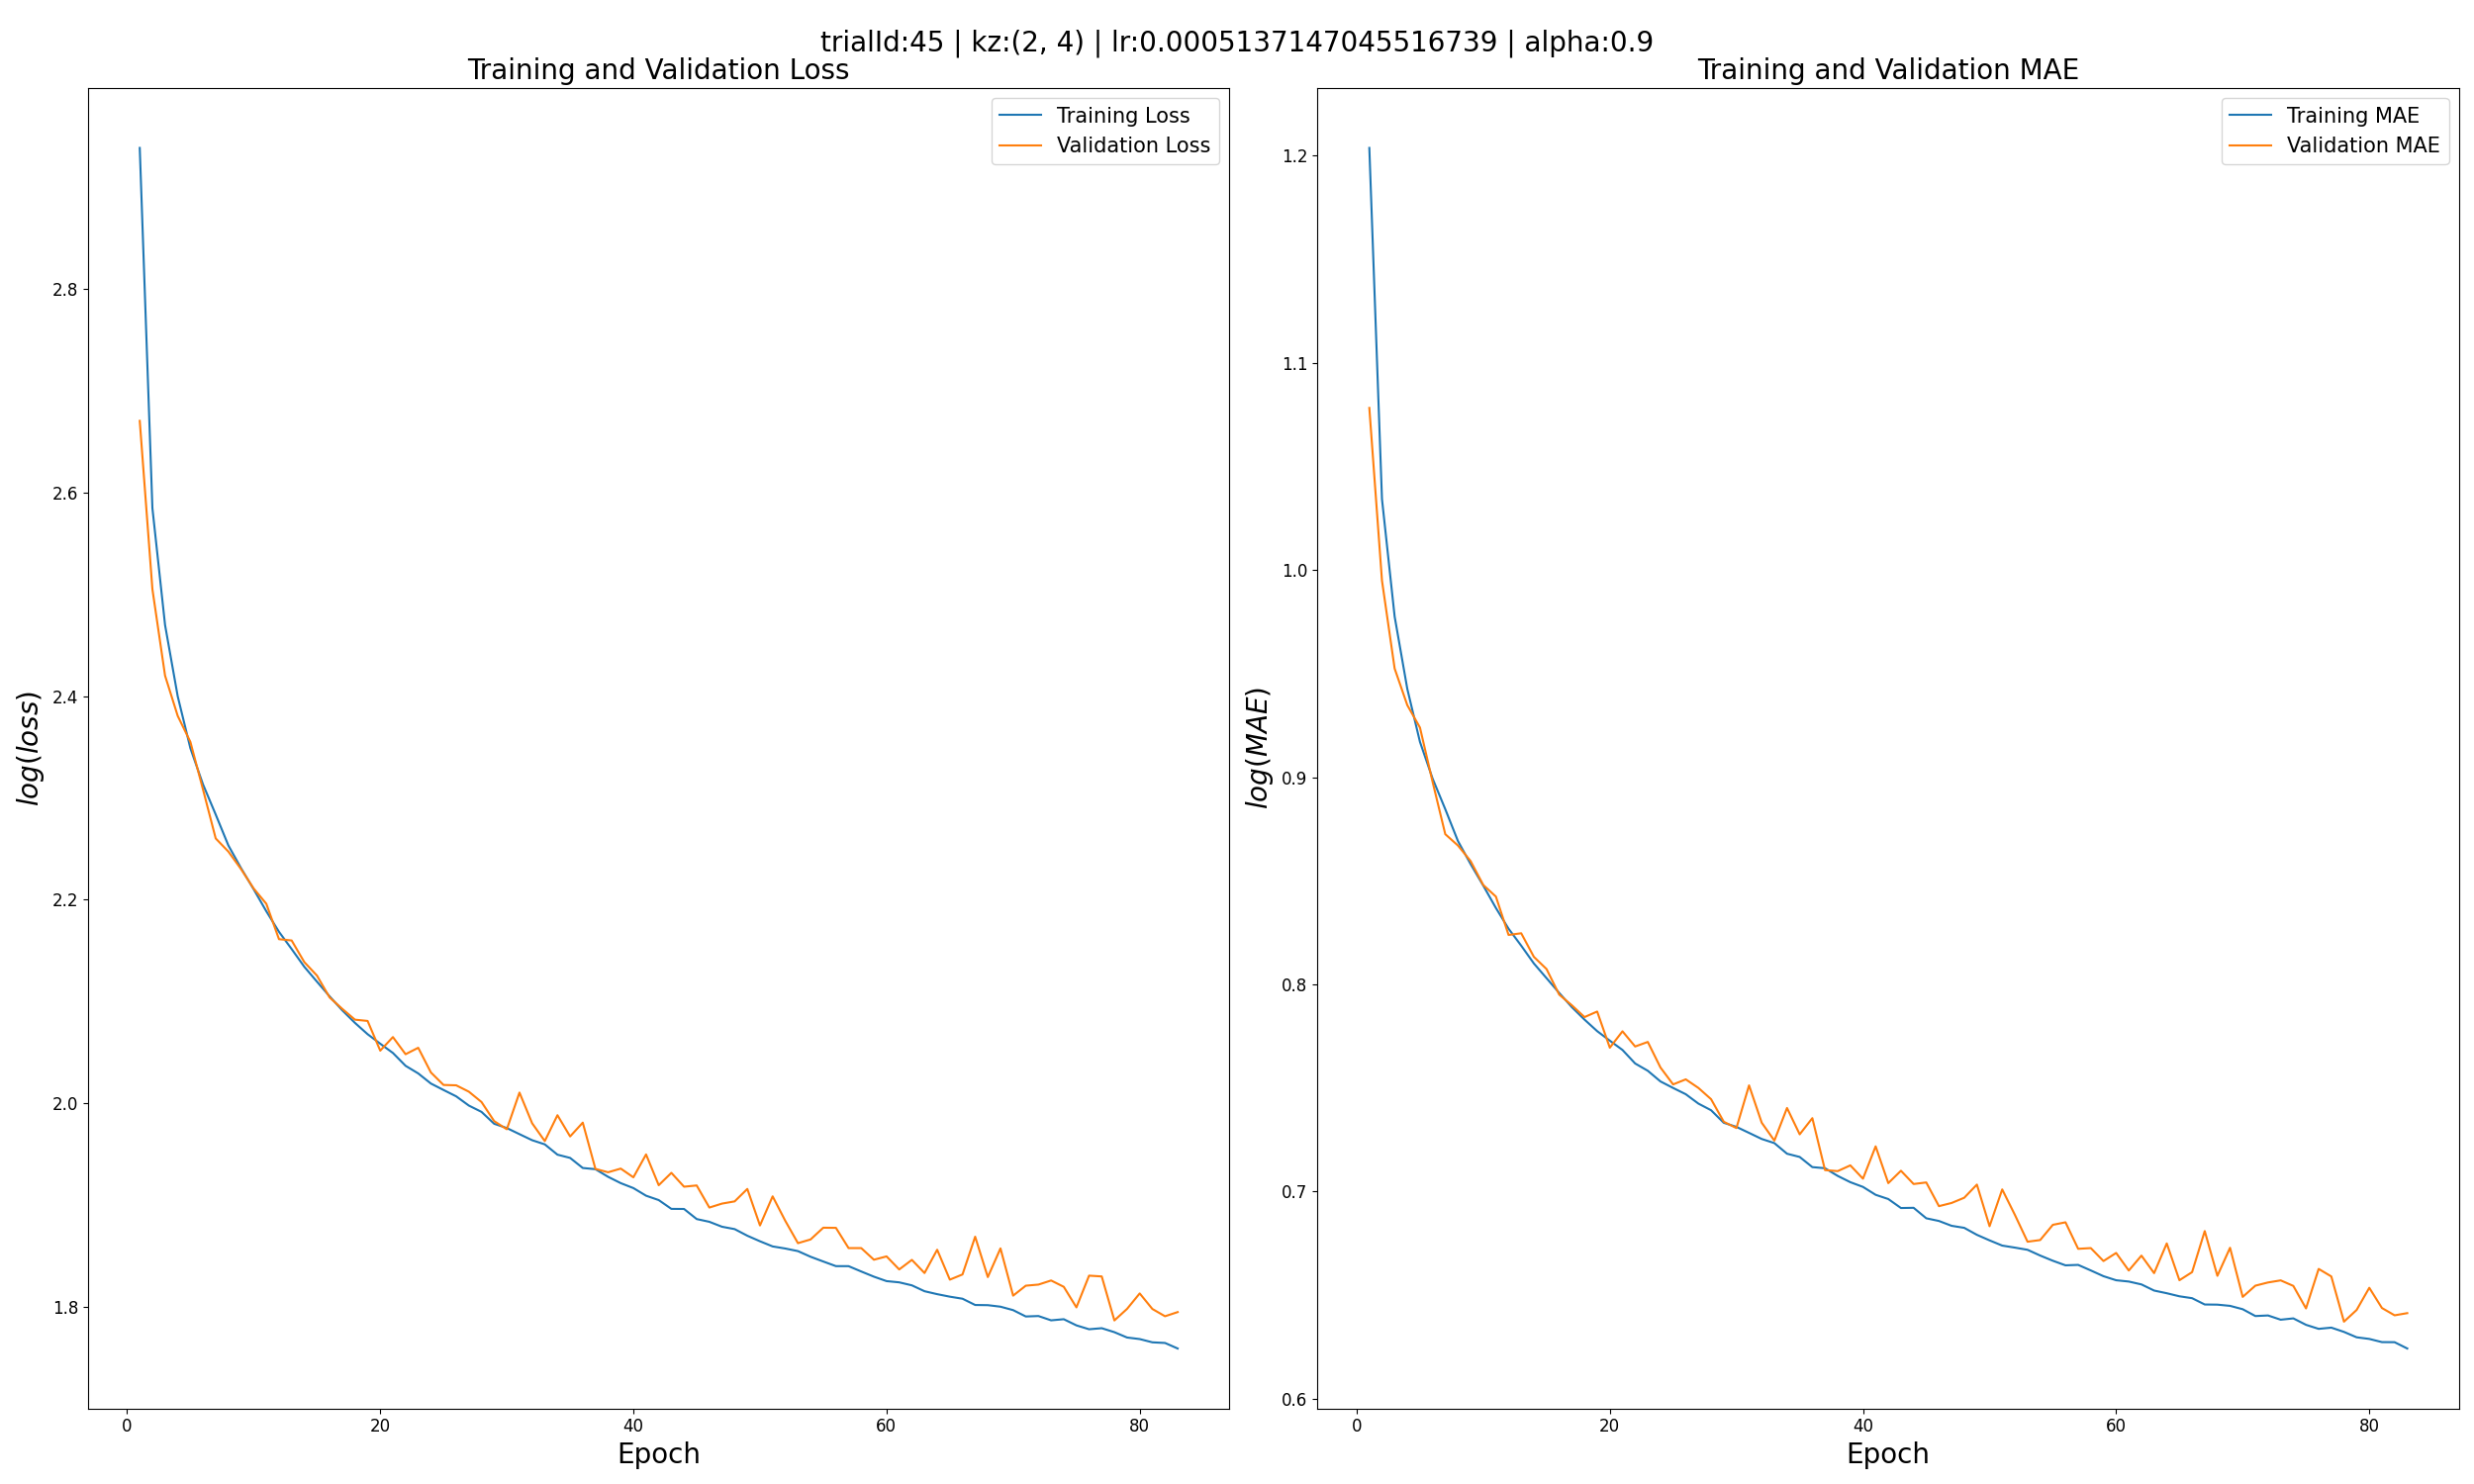 trialId:45 | kz:(2, 4) | lr:0.0005137147045516739 | alpha:0.9
Training and Validation Loss
Training Loss
Validation Loss
2.8
2.6
2.4
2.2
2.0
1.8
log(loss)
0 20 40 60 80
Epoch
Training and Validation MAE
Training MAE
Validation MAE
1.2
1.1
1.0
0.9
0.8
0.7
0.6
log(MAE)
0 20 40 60 80
Epoch